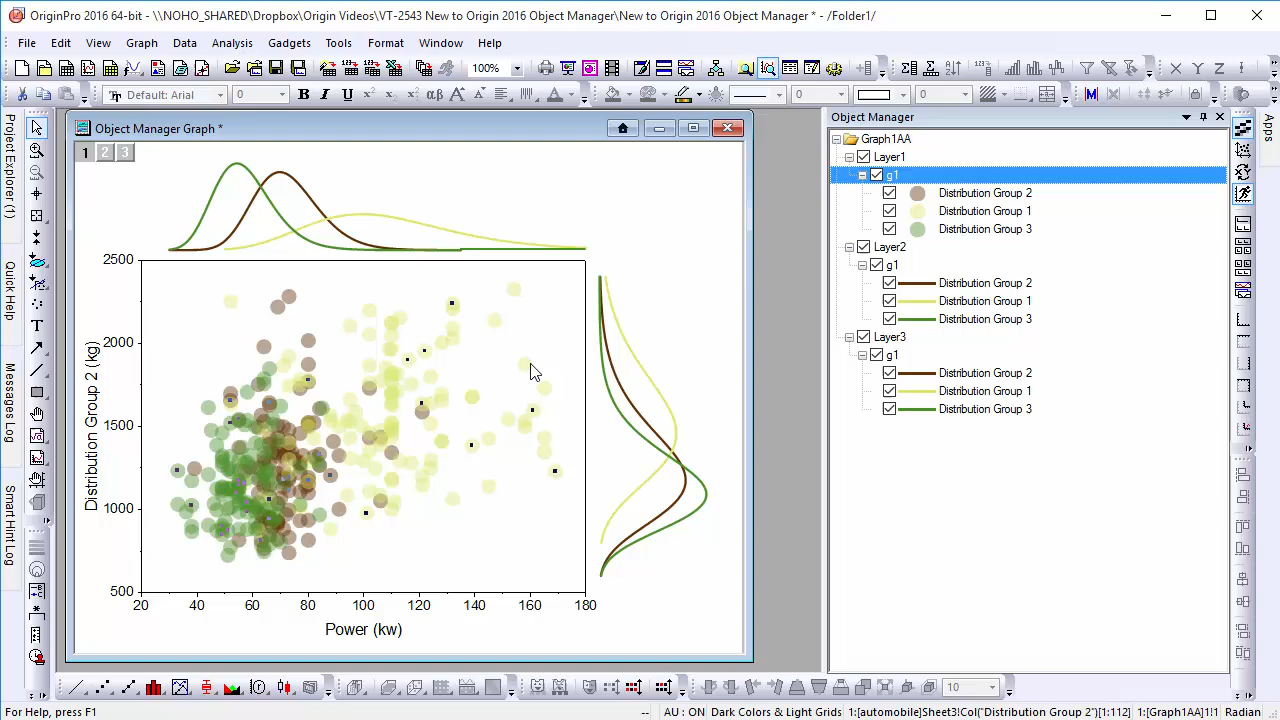 OriginPro 2016 64-bit - \\NOHO_SHARED\Dropbox\Origin Videos\VT-2543 New to Origin 2016 Object Manager\New to Origin 2016 Object Manager * - /Folder1/
File Edit View Graph Data Analysis Gadgets Tools Format Window Help
100%
Default: Arial 0 B I U αβ A 0 0 M
Project Explorer (1)
Quick Help
Messages Log
Smart Hint Log
Object Manager Graph *
1 2 3
2500
2000
1500
1000
500
Distribution Group 2 (kg)
20 40 60 80 100 120 140 160 180
Power (kw)
Object Manager
Graph1AA
Layer1
g1
Distribution Group 2
Distribution Group 1
Distribution Group 3
Layer2
g1
Distribution Group 2
Distribution Group 1
Distribution Group 3
Layer3
g1
Distribution Group 2
Distribution Group 1
Distribution Group 3
Apps
10
For Help, press F1
-- AU : ON Dark Colors & Light Grids 1:[automobile]Sheet3!Col("Distribution Group 2")[1:112] 1:[Graph1AA]1!1 Radian